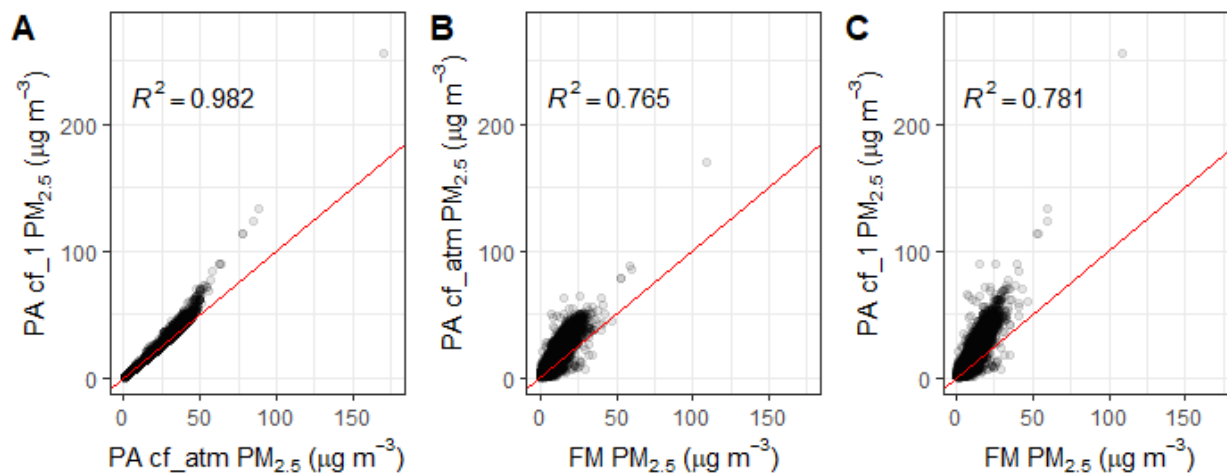 A
PA cf_1 PM2.5 (μg m−3)
R2 = 0.982
200
100
0
0 50 100 150
PA cf_atm PM2.5 (μg m−3)
B
PA cf_atm PM2.5 (μg m−3)
R2 = 0.765
200
100
0
0 50 100 150
FM PM2.5 (μg m−3)
C
PA cf_1 PM2.5 (μg m−3)
R2 = 0.781
200
100
0
0 50 100 150
FM PM2.5 (μg m−3)